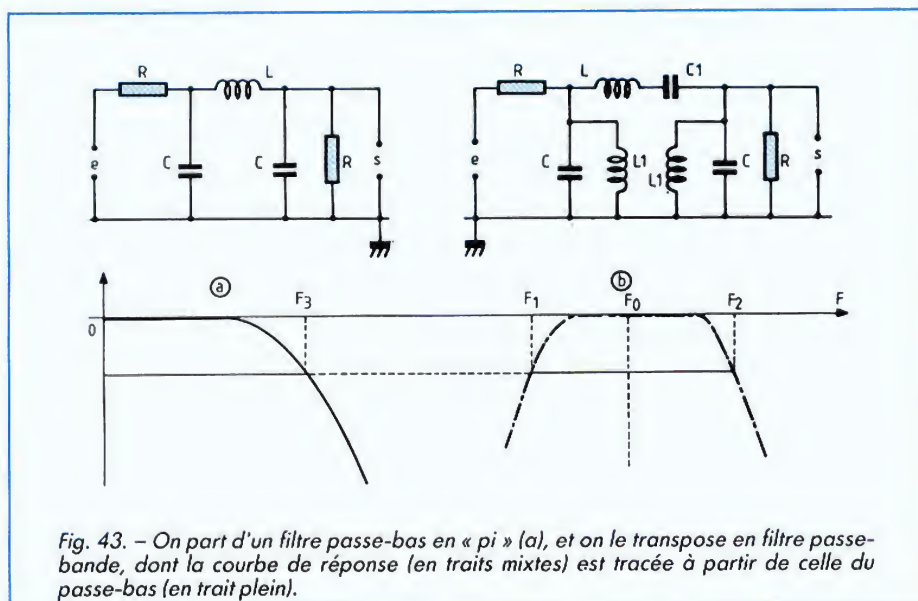 R L
C C R
e s
R L C1
C L1 L1 C R
e s
a b
0 F3 F1 F0 F2 F
Fig. 43. – On part d'un filtre passe-bas en « pi » (a), et on le transpose en filtre passe-
bande, dont la courbe de réponse (en traits mixtes) est tracée à partir de celle du
passe-bas (en trait plein).